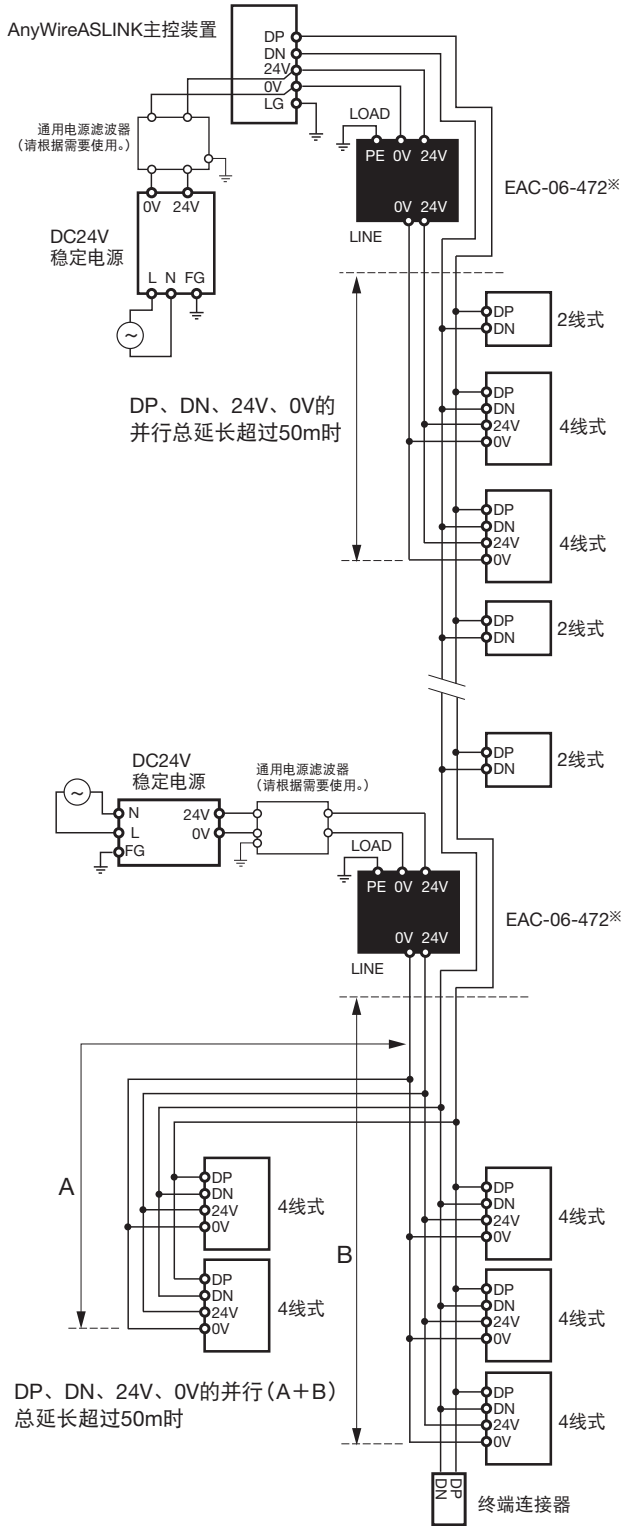 AnyWireASLINK主控装置
DP
DN
24V
0V
LG
通用电源滤波器
（请根据需要使用。）
0V 24V
DC24V
稳定电源
L N FG
LOAD
PE 0V 24V
0V 24V
LINE
EAC-06-472※
DP
DN
2线式
DP、DN、24V、0V的
并行总延长超过50m时
DP
DN
24V
0V
4线式
DP
DN
24V
0V
4线式
DP
DN
2线式
DP
DN
2线式
DC24V
稳定电源
N
L
FG
24V
0V
通用电源滤波器
（请根据需要使用。）
LOAD
PE 0V 24V
0V 24V
LINE
EAC-06-472※
A
B
DP
DN
24V
0V
4线式
DP
DN
24V
0V
4线式
DP
DN
24V
0V
4线式
DP
DN
24V
0V
4线式
DP
DN
24V
0V
4线式
DP、DN、24V、0V的并行（A＋B）
总延长超过50m时
DP
DN
终端连接器